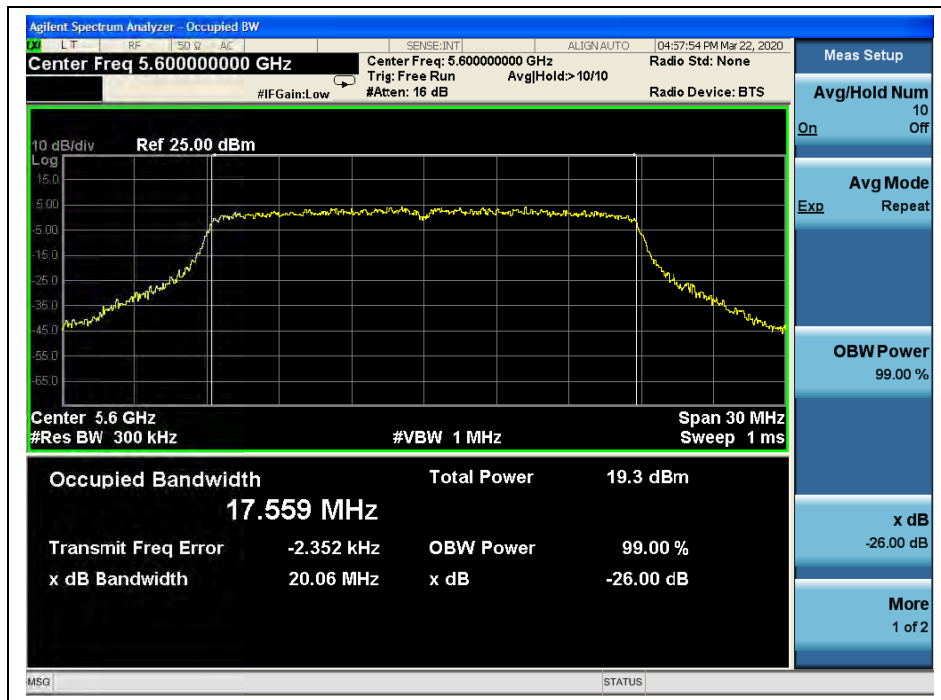 Agilent Spectrum Analyzer - Occupied BW
LXI LT RF 50 Ω AC SENSE:INT ALIGN AUTO 04:57:54 PM Mar 22, 2020
Center Freq 5.600000000 GHz Center Freq: 5.600000000 GHz Radio Std: None
Trig: Free Run Avg|Hold:>10/10
#IFGain:Low #Atten: 16 dB Radio Device: BTS
10 dB/div Ref 25.00 dBm
Log
15.0
5.00
-5.00
-15.0
-25.0
-35.0
-45.0
-55.0
-65.0
Center 5.6 GHz Span 30 MHz
#Res BW 300 kHz #VBW 1 MHz Sweep 1 ms
Occupied Bandwidth Total Power 19.3 dBm
17.559 MHz
Transmit Freq Error -2.352 kHz OBW Power 99.00 %
x dB Bandwidth 20.06 MHz x dB -26.00 dB
MSG STATUS
Meas Setup
Avg/Hold Num
10
On Off
Avg Mode
Exp Repeat
OBW Power
99.00 %
x dB
-26.00 dB
More
1 of 2